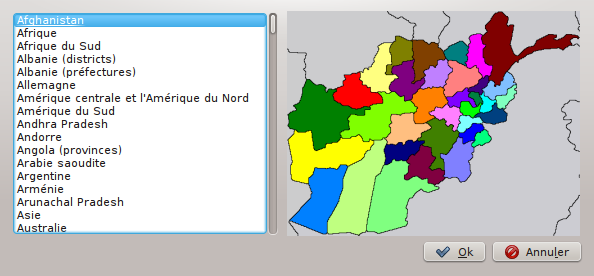 Afghanistan
Afrique
Afrique du Sud
Albanie (districts)
Albanie (préfectures)
Allemagne
Amérique centrale et l'Amérique du Nord
Amérique du Sud
Andhra Pradesh
Andorre
Angola (provinces)
Arabie saoudite
Argentine
Arménie
Arunachal Pradesh
Asie
Australie
Ok
Annuler